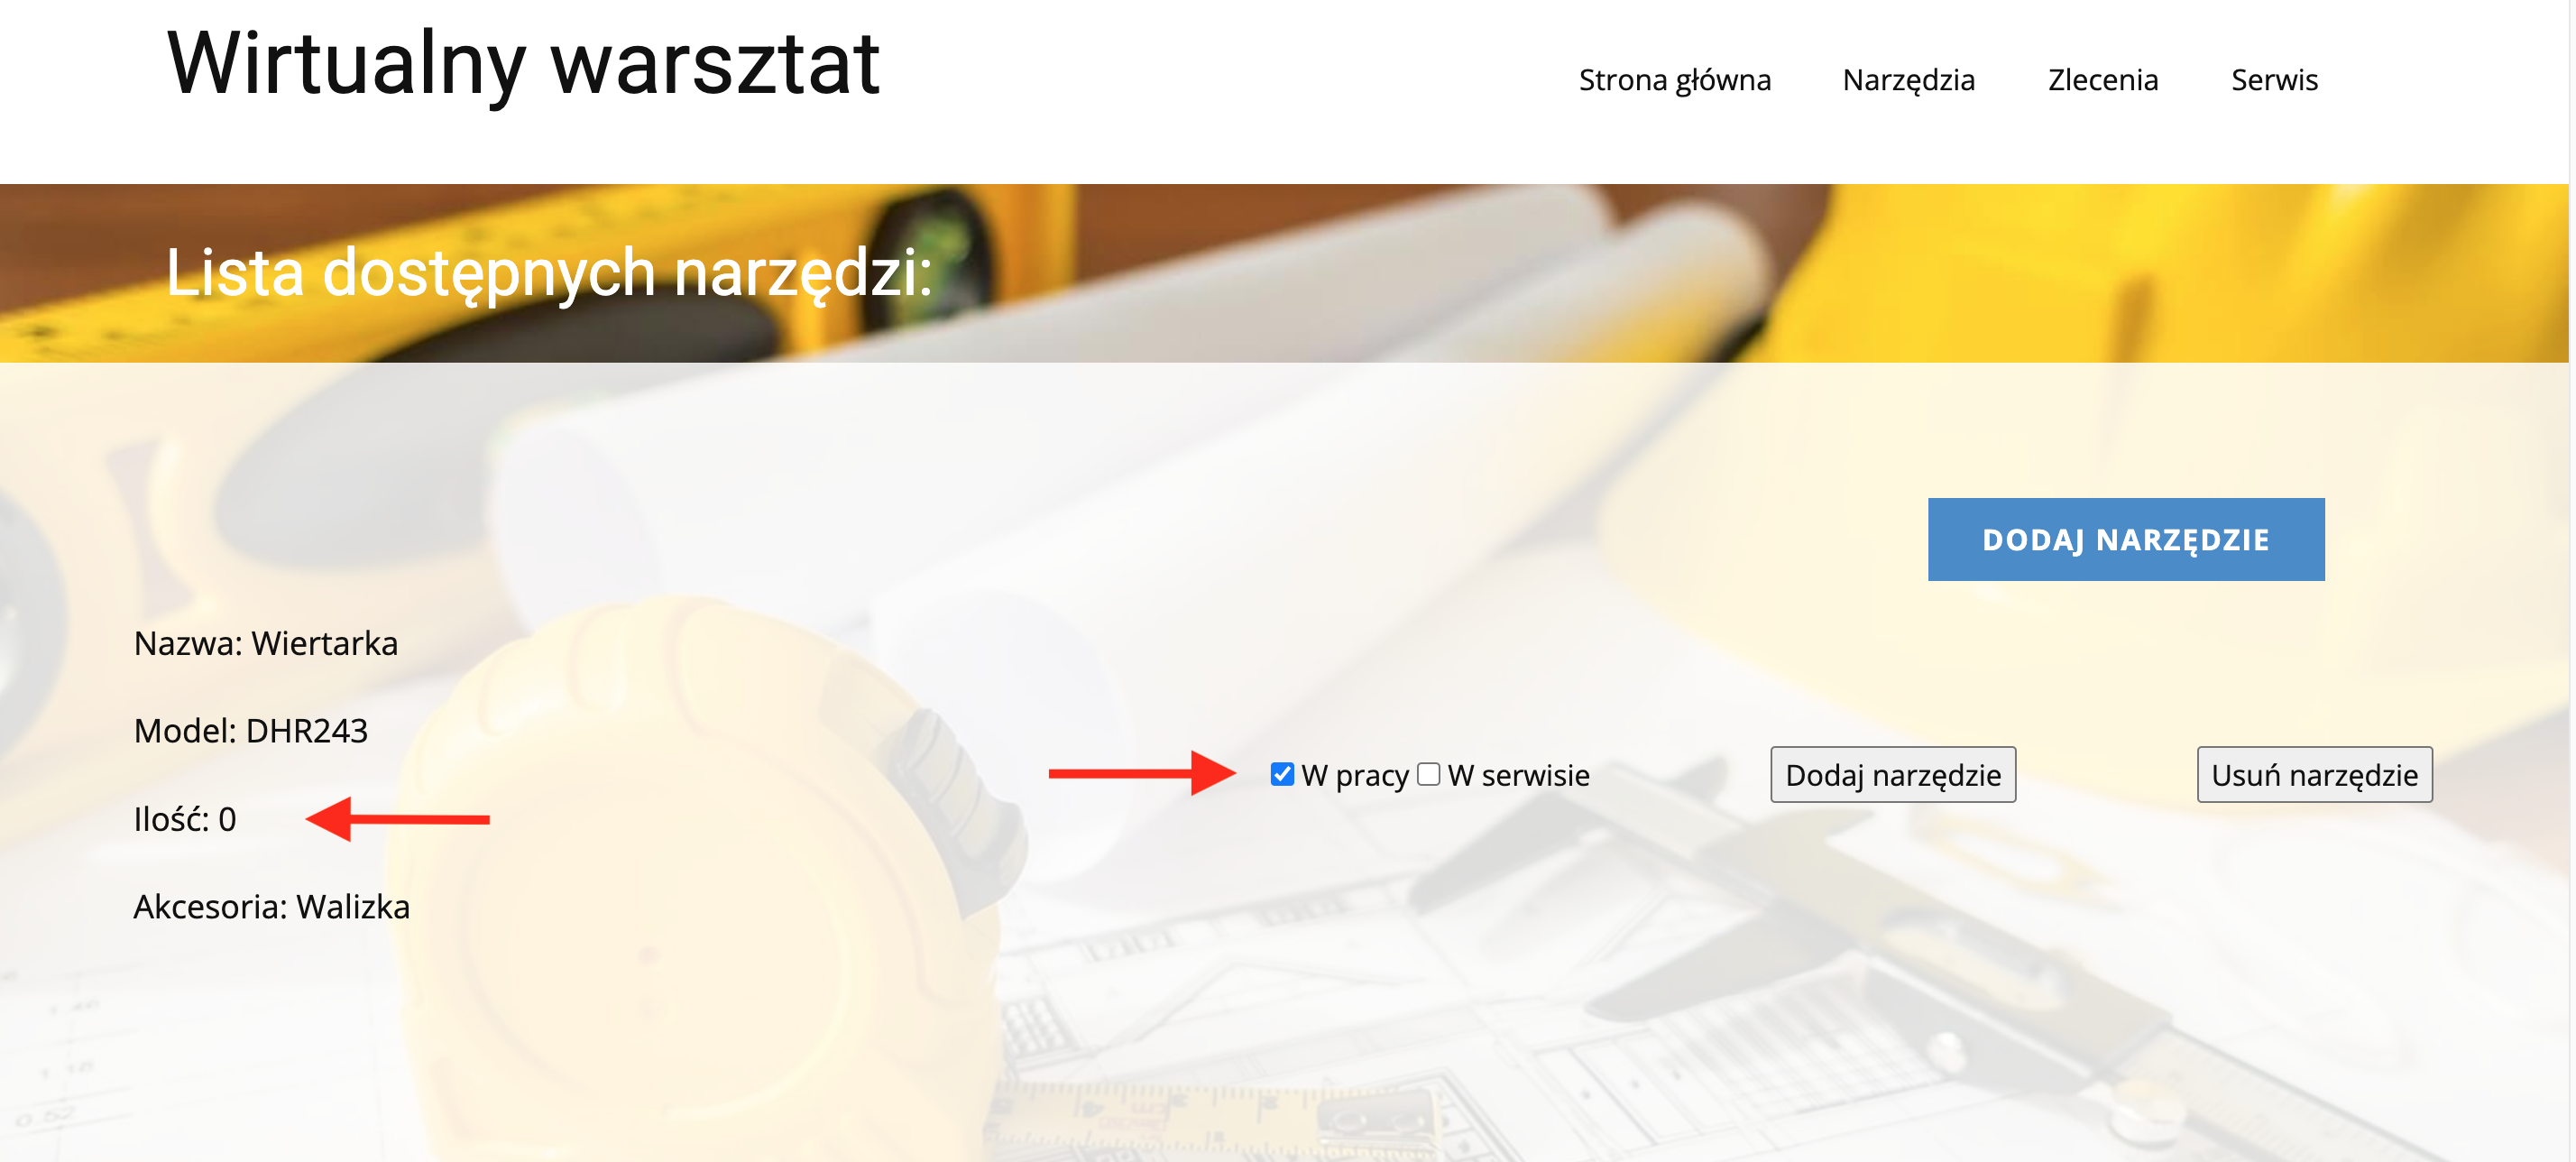 Wirtualny warsztat
Strona główna Narzędzia Zlecenia Serwis
Lista dostępnych narzędzi:
DODAJ NARZĘDZIE
Nazwa: Wiertarka
Model: DHR243
W pracy W serwisie Dodaj narzędzie Usuń narzędzie
Ilość: 0
Akcesoria: Walizka